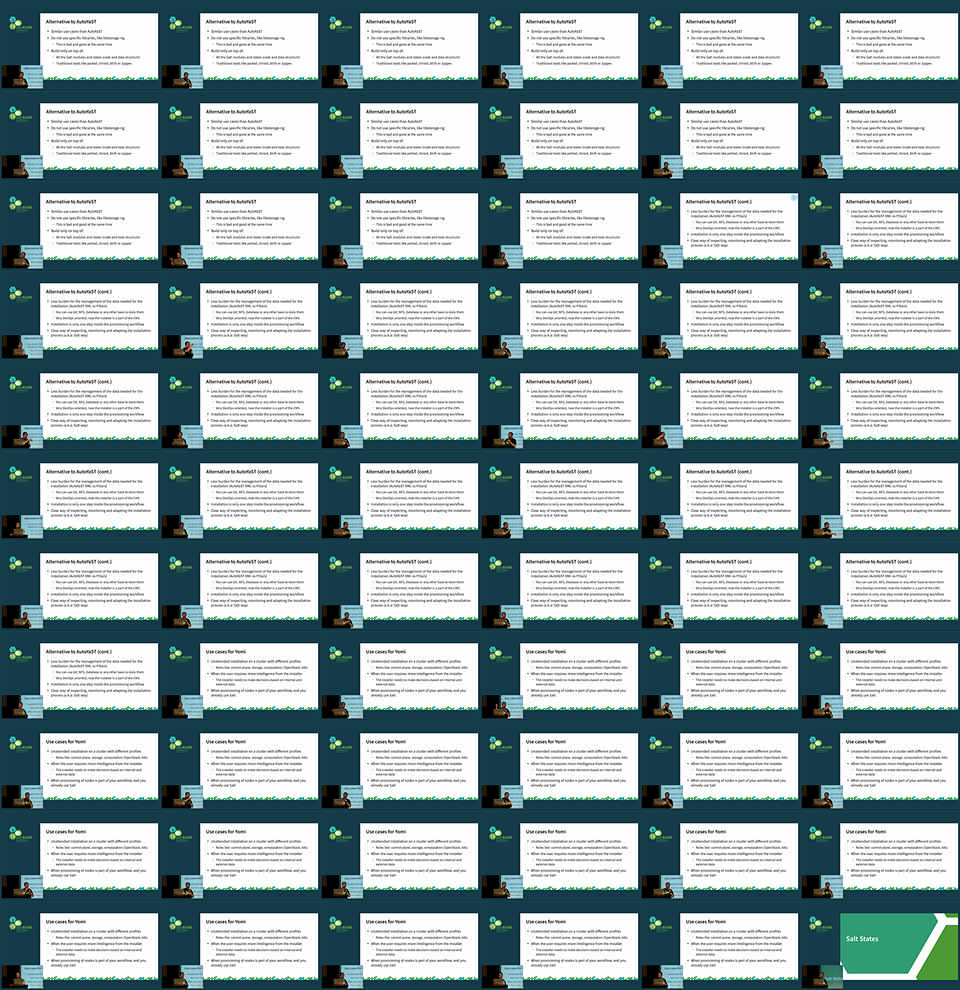 Alternative to AutoYaST
Similar use cases than AutoYaST
Do not use specific libraries, like libstorage-ng
This is bad and good at the same time
Build only on top of:
All the Salt modules and states inside and data structures
Traditional tools like parted, chroot, btrfs or zypper
Alternative to AutoYaST (cont.)
Less burden for the management of the data needed for the
installation (AutoYaST XML vs Pillars)
You can use Git, NFS, database or any other SaaS to store them
Very DevOps oriented, now the installer is a part of the CMS
Installation is only one step inside the provisioning workflow
Clear way of inspecting, monitoring and adapting the installation
process (a.k.a. Salt way)
Use cases for Yomi
Unattended installation on a cluster with different profiles
Roles like: control plane, storage, computation (OpenStack, k8s)
When the user requires more intelligence from the installer
The installer needs to make decisions based on internal and
external data
When provisioning of nodes is part of your workflow, and you
already use Salt
Salt States